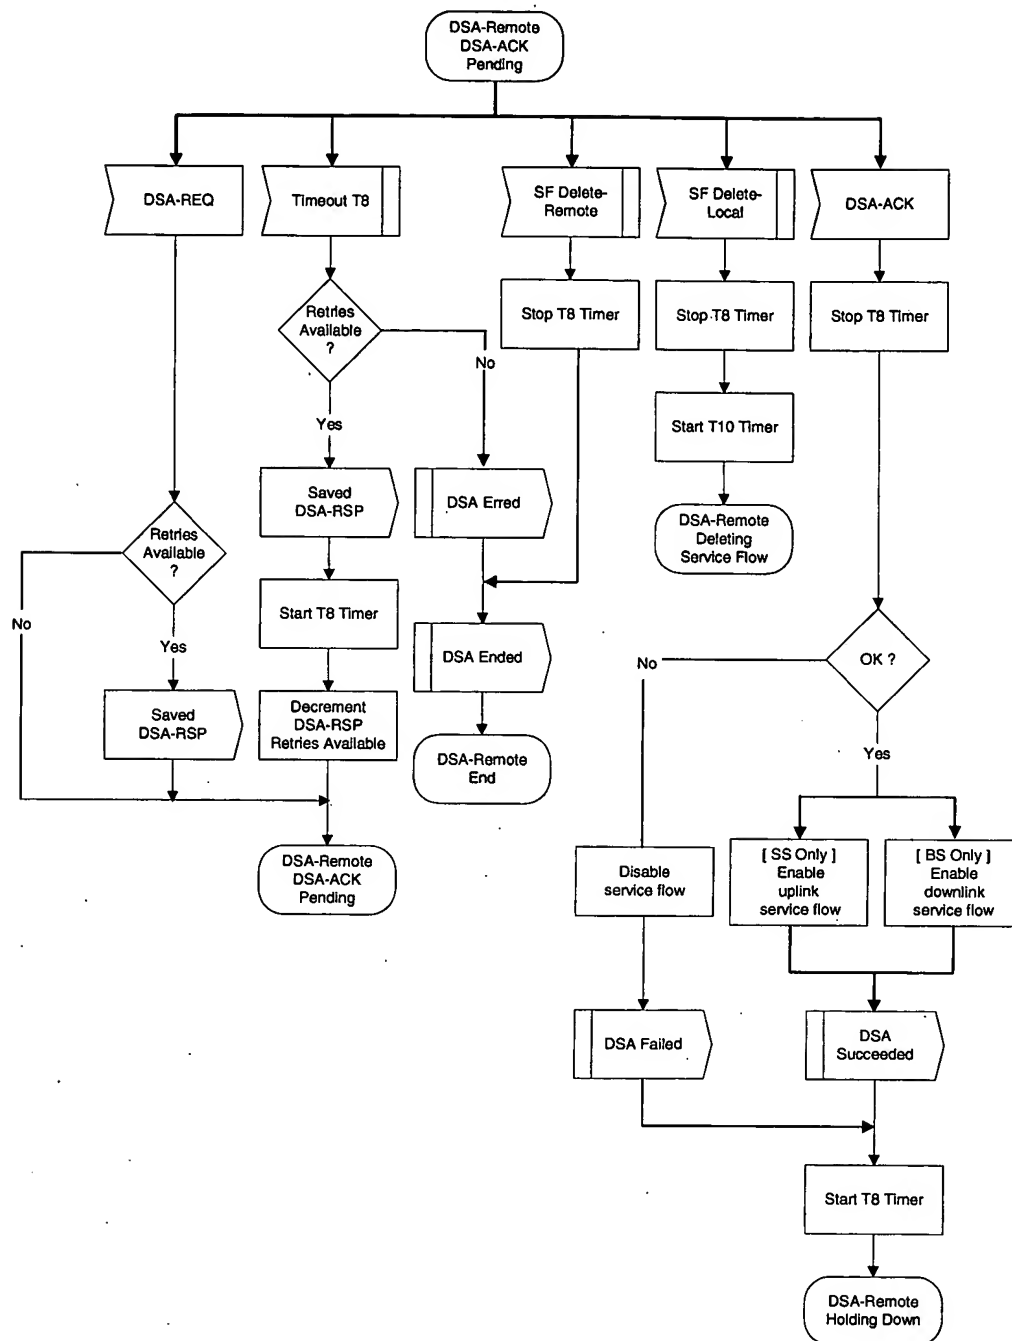 DSA-Remote
DSA-ACK
Pending
DSA-REQ
Timeout T8
SF Delete-
Remote
SF Delete-
Local
DSA-ACK
Retries
Available
?
Stop T8 Timer
Stop T8 Timer
Stop T8 Timer
No
Yes
Start T10 Timer
Saved
DSA-RSP
DSA Erred
DSA-Remote
Deleting
Service Flow
Retries
Available
?
No
Yes
Start T8 Timer
DSA Ended
No
OK ?
Saved
DSA-RSP
Decrement
DSA-RSP
Retries Available
DSA-Remote
End
Yes
DSA-Remote
DSA-ACK
Pending
Disable
service flow
[ SS Only ]
Enable
uplink
service flow
[ BS Only ]
Enable
downlink
service flow
DSA Failed
DSA
Succeeded
Start T8 Timer
DSA-Remote
Holding Down